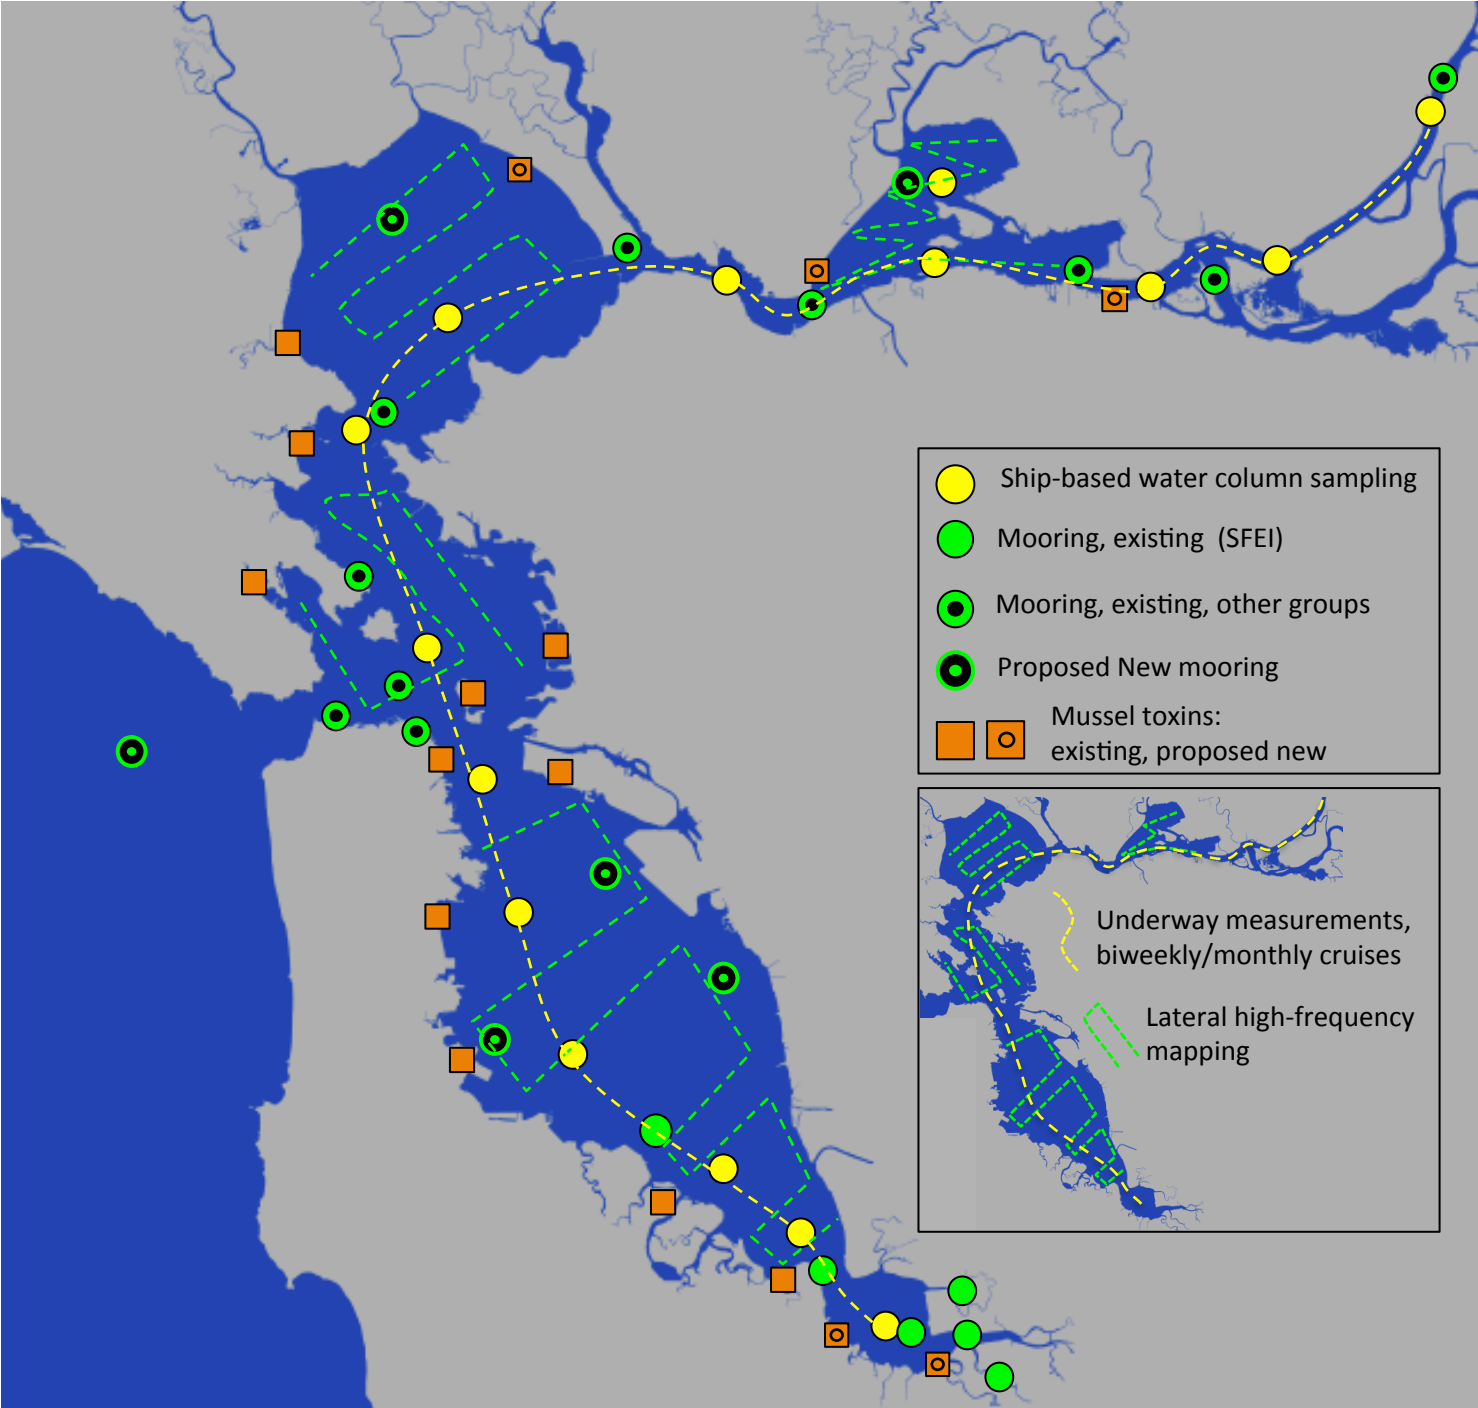 Ship-based water column sampling
Mooring, existing  (SFEI)
Mooring, existing, other groups
Proposed New mooring
Mussel toxins:
existing, proposed new
Underway measurements,
biweekly/monthly cruises
Lateral high-frequency
mapping